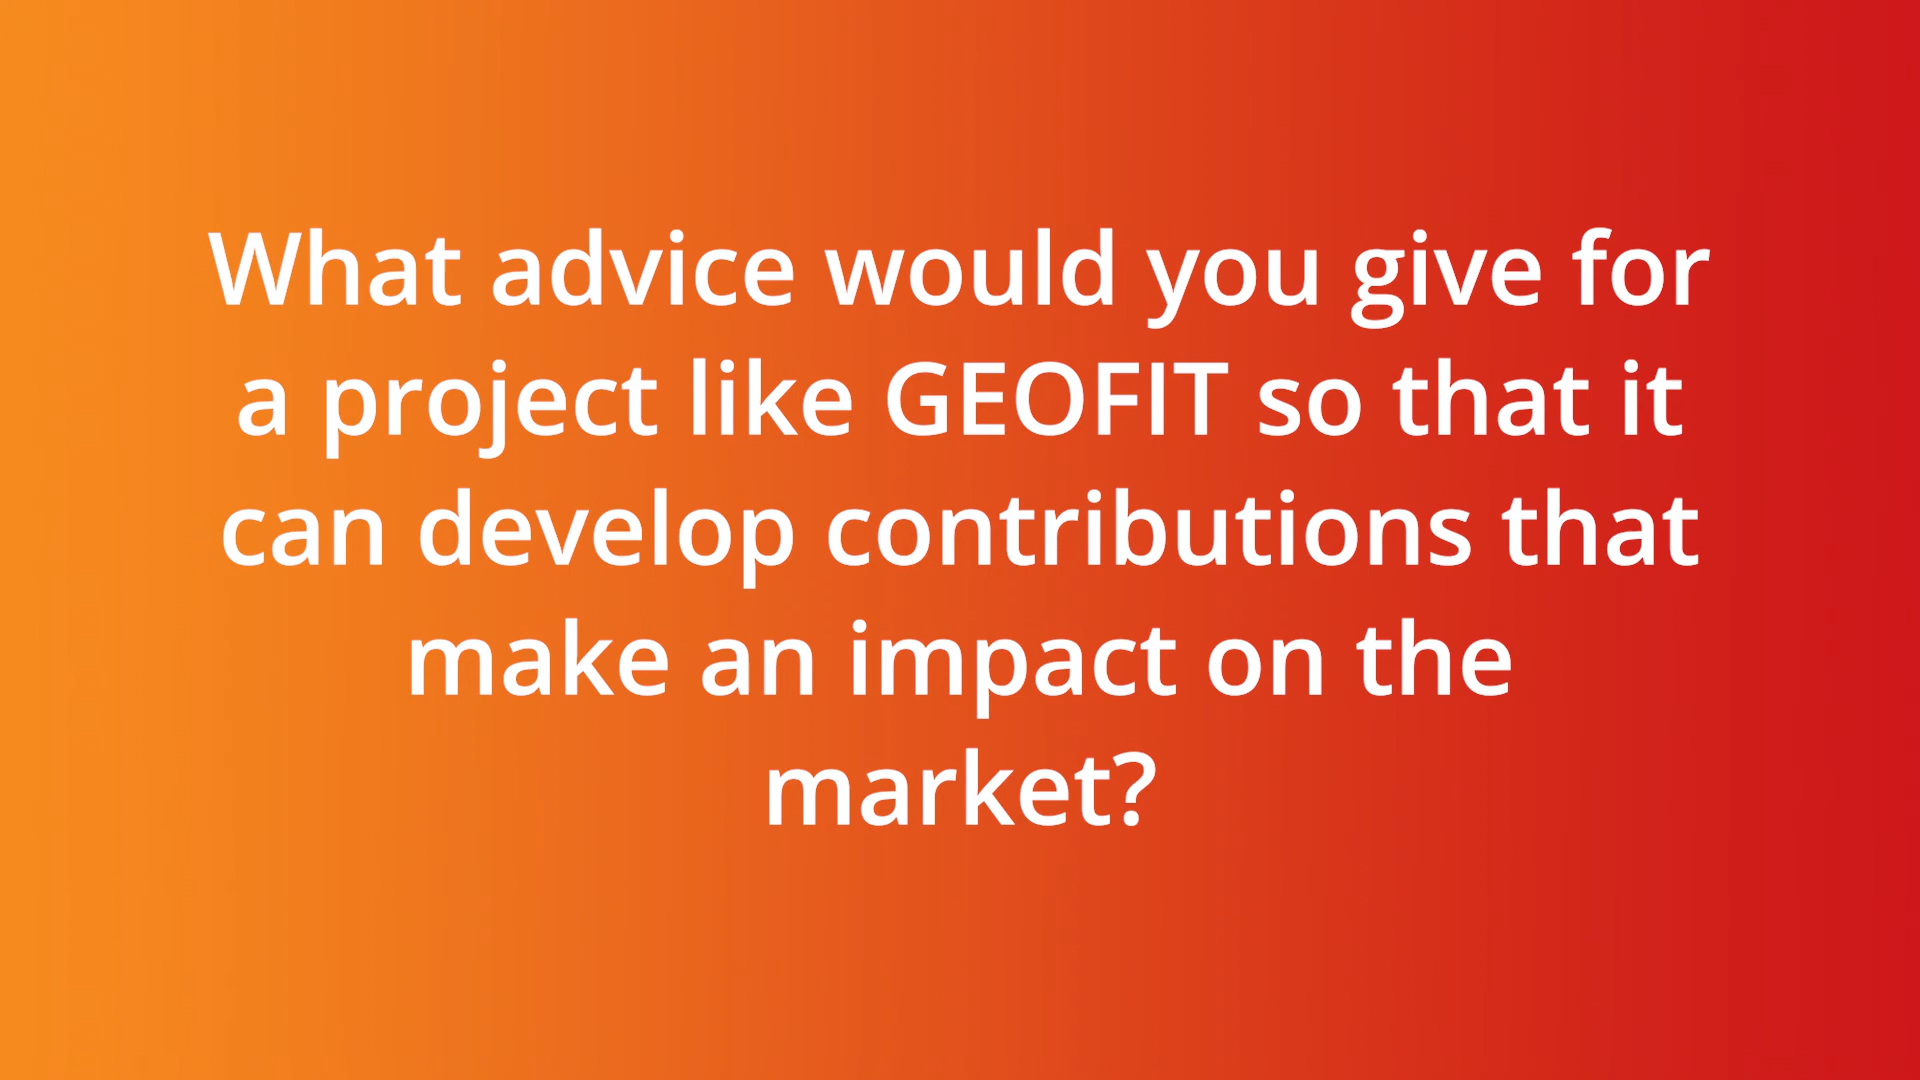 What advice would you give for
a project like GEOFIT so that it
can develop contributions that
make an impact on the
market?